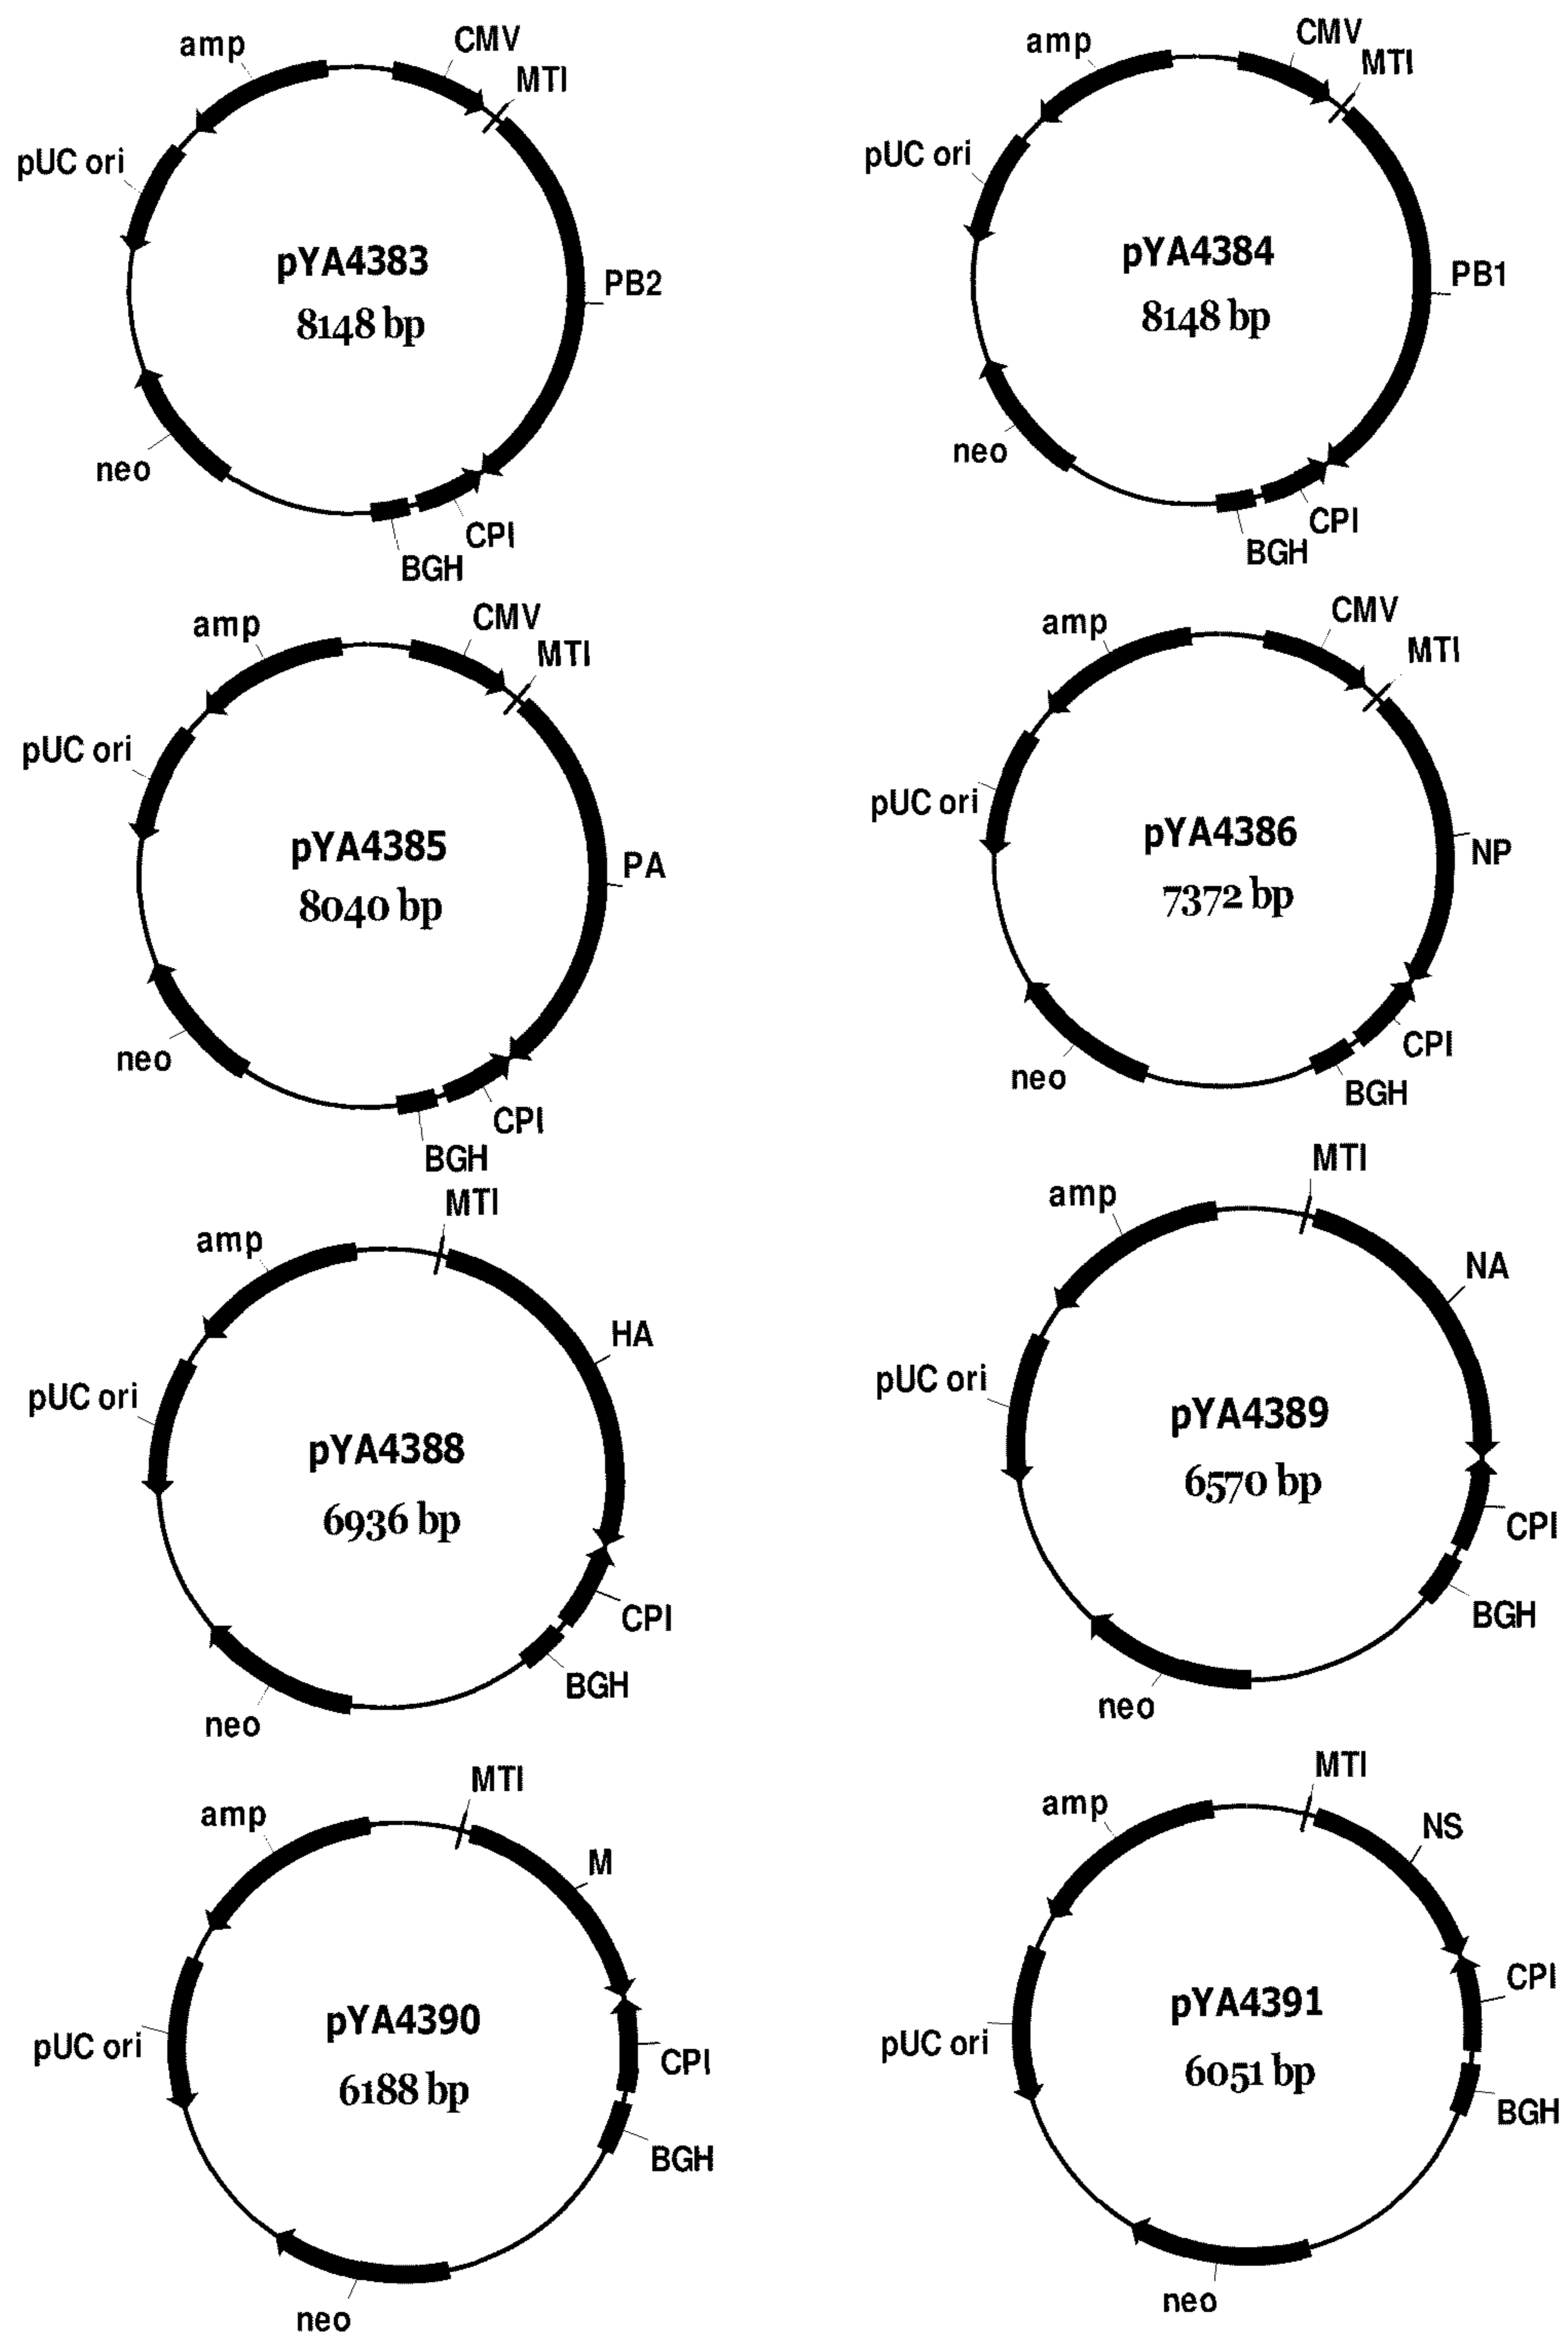 amp
CMV
MTI
pUC ori
pYA4383
8148 bp
PB2
neo
CPI
BGH
amp
CMV
MTI
pUC ori
pYA4384
8148 bp
PB1
neo
CPI
BGH
amp
CMV
MTI
pUC ori
pYA4385
8040 bp
PA
neo
CPI
BGH
amp
CMV
MTI
pUC ori
pYA4386
7372 bp
NP
neo
CPI
BGH
MTI
amp
HA
pUC ori
pYA4388
6936 bp
CPI
BGH
neo
MTI
amp
NA
pUC ori
pYA4389
6570 bp
CPI
BGH
neo
MTI
amp
M
pUC ori
pYA4390
6188 bp
CPI
BGH
neo
MTI
amp
NS
CPI
pYA4391
pUC ori
6051 bp
BGH
neo